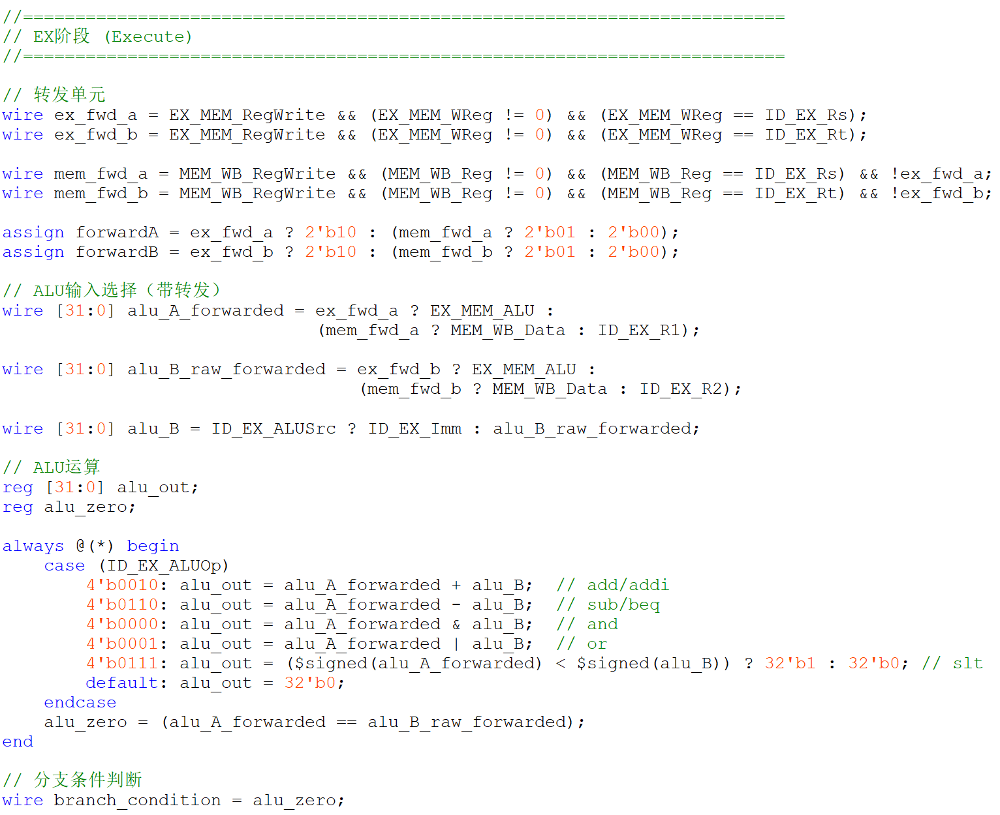 //=========================================================================
// EX阶段 (Execute)
//=========================================================================

// 转发单元
wire ex_fwd_a = EX_MEM_RegWrite && (EX_MEM_WReg != 0) && (EX_MEM_WReg == ID_EX_Rs);
wire ex_fwd_b = EX_MEM_RegWrite && (EX_MEM_WReg != 0) && (EX_MEM_WReg == ID_EX_Rt);

wire mem_fwd_a = MEM_WB_RegWrite && (MEM_WB_Reg != 0) && (MEM_WB_Reg == ID_EX_Rs) && !ex_fwd_a;
wire mem_fwd_b = MEM_WB_RegWrite && (MEM_WB_Reg != 0) && (MEM_WB_Reg == ID_EX_Rt) && !ex_fwd_b;

assign forwardA = ex_fwd_a ? 2'b10 : (mem_fwd_a ? 2'b01 : 2'b00);
assign forwardB = ex_fwd_b ? 2'b10 : (mem_fwd_b ? 2'b01 : 2'b00);

// ALU输入选择（带转发）
wire [31:0] alu_A_forwarded = ex_fwd_a ? EX_MEM_ALU :
                              (mem_fwd_a ? MEM_WB_Data : ID_EX_R1);

wire [31:0] alu_B_raw_forwarded = ex_fwd_b ? EX_MEM_ALU :
                                  (mem_fwd_b ? MEM_WB_Data : ID_EX_R2);

wire [31:0] alu_B = ID_EX_ALUSrc ? ID_EX_Imm : alu_B_raw_forwarded;

// ALU运算
reg [31:0] alu_out;
reg alu_zero;

always @(*) begin
    case (ID_EX_ALUOp)
        4'b0010: alu_out = alu_A_forwarded + alu_B;  // add/addi
        4'b0110: alu_out = alu_A_forwarded - alu_B;  // sub/beq
        4'b0000: alu_out = alu_A_forwarded & alu_B;  // and
        4'b0001: alu_out = alu_A_forwarded | alu_B;  // or
        4'b0111: alu_out = ($signed(alu_A_forwarded) < $signed(alu_B)) ? 32'b1 : 32'b0; // slt
        default: alu_out = 32'b0;
    endcase
    alu_zero = (alu_A_forwarded == alu_B_raw_forwarded);
end

// 分支条件判断
wire branch_condition = alu_zero;